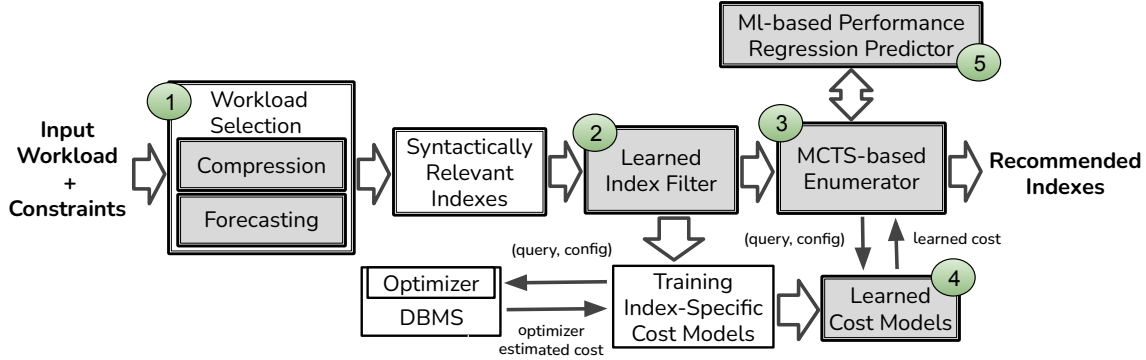 Ml-based Performance
Regression Predictor
5
1
Workload
Selection
Compression
Forecasting
Input
Workload
+
Constraints
Syntactically
Relevant
Indexes
2
Learned
Index Filter
3
MCTS-based
Enumerator
Recommended
Indexes
(query, config)
(query, config)
learned cost
Optimizer
DBMS
optimizer
estimated cost
Training
Index-Specific
Cost Models
4
Learned
Cost Models